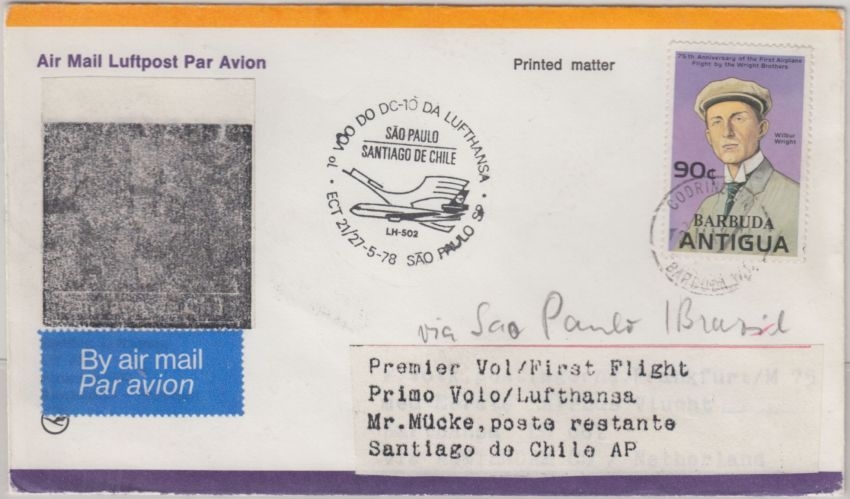 Air Mail Luftpost Par Avion
Printed matter
75th Anniversary of the First Airplane
Flight by the Wright Brothers
Wilbur
Wright
90¢
BARBUDA
ANTIGUA
1º VÔO DO DC-10 DA LUFTHANSA
SÃO PAULO
SANTIAGO DE CHILE
LH-502
ECT 21/27-5-78 SÃO PAULO SP
via Sao Paulo / Brazil
By air mail
Par avion
Premier Vol/First Flight
Primo Volo/Lufthansa
Mr.Mücke,poste restante
Santiago de Chile AP